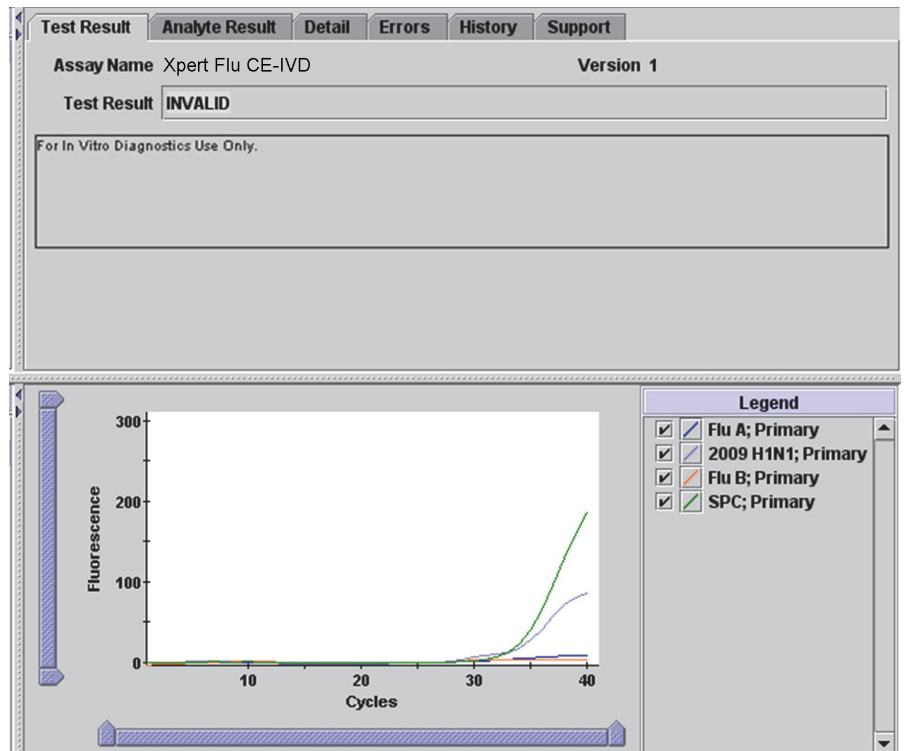 Test Result Analyte Result Detail Errors History Support
Assay Name Xpert Flu CE-IVD Version 1
Test Result INVALID
For In Vitro Diagnostics Use Only.
Legend
Flu A; Primary
2009 H1N1; Primary
Flu B; Primary
SPC; Primary
300
200
100
0
Fluorescence
10 20 30 40
Cycles